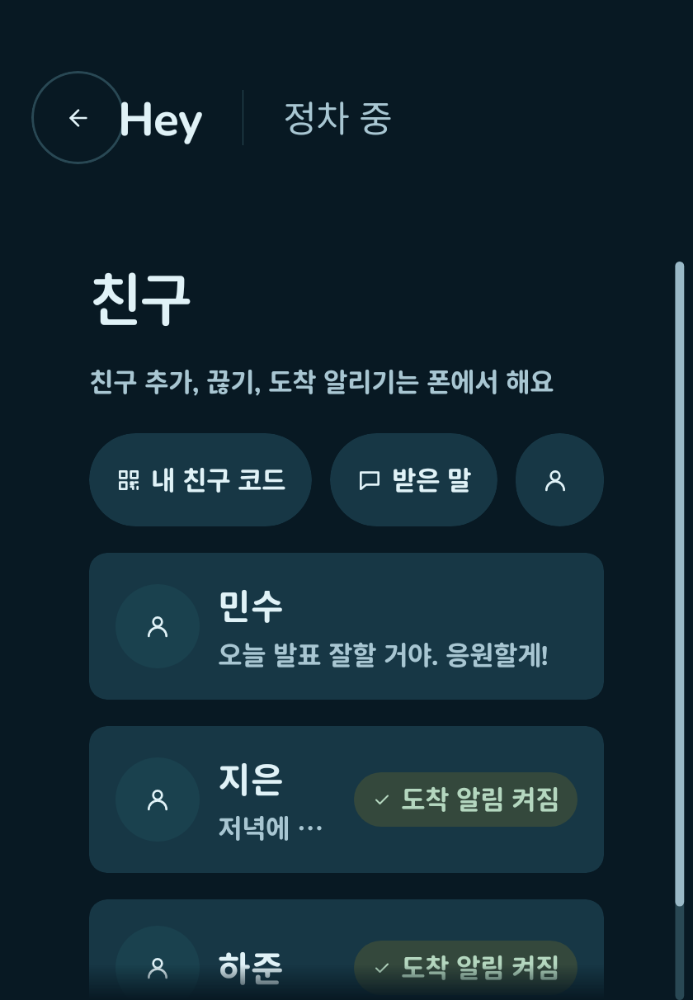 Hey 정차 중
친구
친구 추가, 끊기, 도착 알리기는 폰에서 해요
내 친구 코드 받은 말
민수
오늘 발표 잘할 거야. 응원할게!
지은
저녁에 ⋯
도착 알림 켜짐
하준
도착 알림 켜짐